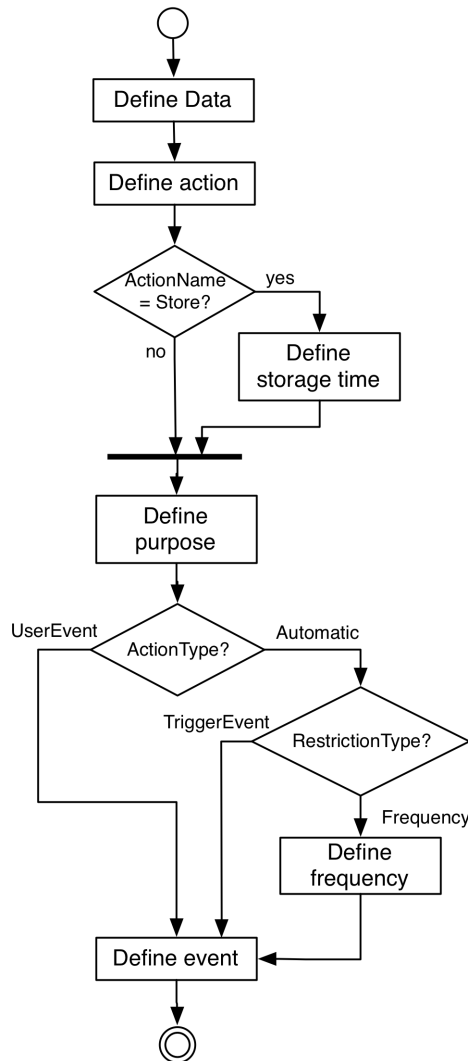 Define Data
Define action
ActionName
= Store?
yes
no
Define
storage time
Define
purpose
UserEvent
ActionType?
Automatic
TriggerEvent
RestrictionType?
Frequency
Define
frequency
Define event